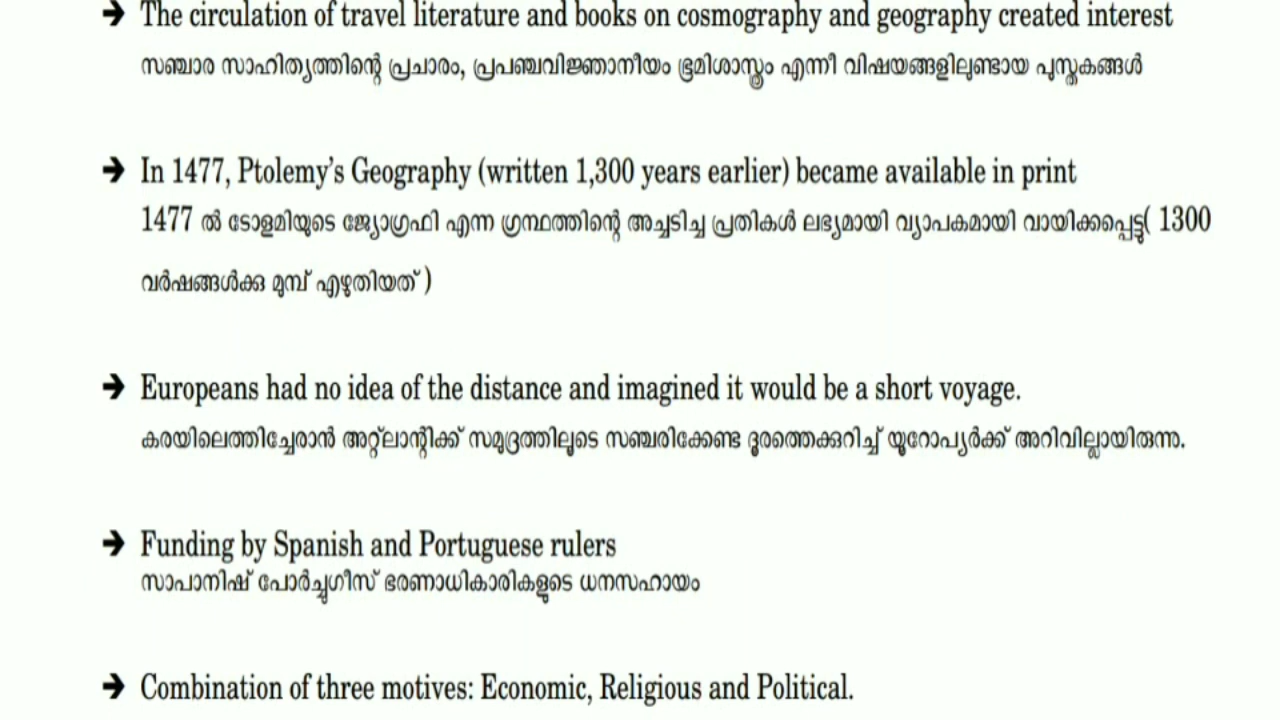 ➔ The circulation of travel literature and books on cosmography and geography created interest
സഞ്ചാര സാഹിത്യത്തിന്റെ പ്രചാരം, പ്രപഞ്ചവിജ്ഞാനീയം ഭൂമിശാസ്ത്രം എന്നീ വിഷയങ്ങളിലുണ്ടായ പുസ്തകങ്ങൾ
➔ In 1477, Ptolemy’s Geography (written 1,300 years earlier) became available in print
1477 ൽ ടോളമിയുടെ ജ്യോഗ്രഫി എന്ന ഗ്രന്ഥത്തിന്റെ അച്ചടിച്ച പ്രതികൾ ലഭ്യമായി വ്യാപകമായി വായിക്കപ്പെട്ടു( 1300
വർഷങ്ങൾക്കു മുമ്പ് എഴുതിയത് )
➔ Europeans had no idea of the distance and imagined it would be a short voyage.
കരയിലെത്തിച്ചേരാൻ അറ്റ്ലാന്റിക്ക് സമുദ്രത്തിലൂടെ സഞ്ചരിക്കേണ്ട ദൂരത്തെക്കുറിച്ച് യൂറോപ്യർക്ക് അറിവില്ലായിരുന്നു.
➔ Funding by Spanish and Portuguese rulers
സാപാനിഷ് പോർച്ചുഗീസ് ഭരണാധികാരികളുടെ ധനസഹായം
➔ Combination of three motives: Economic, Religious and Political.